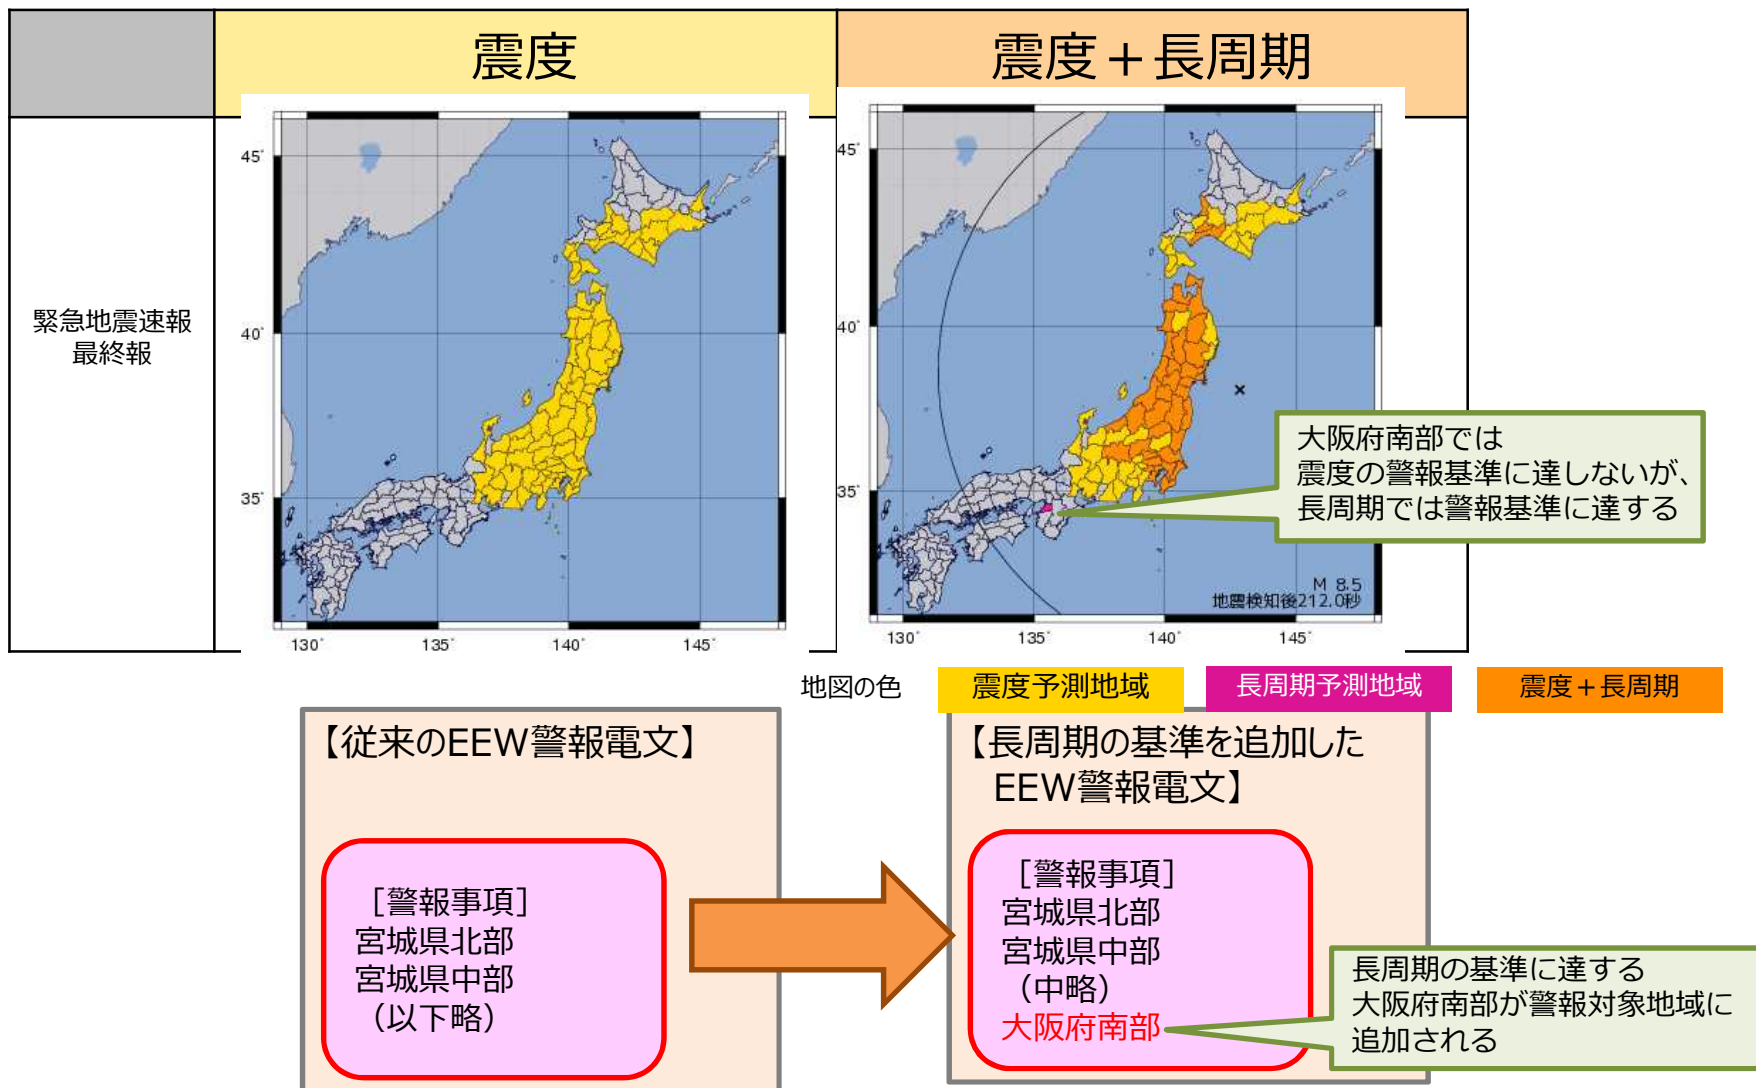 震度
震度＋長周期
緊急地震速報
最終報
45°
40°
35°
130°
135°
140°
145°
45°
40°
35°
M 8.5
地震検知後212.0秒
130°
135°
140°
145°
大阪府南部では
震度の警報基準に達しないが、
長周期では警報基準に達する
地図の色
震度予測地域
長周期予測地域
震度＋長周期
【従来のEEW警報電文】
［警報事項］
宮城県北部
宮城県中部
（以下略）
【長周期の基準を追加した
EEW警報電文】
［警報事項］
宮城県北部
宮城県中部
（中略）
大阪府南部
長周期の基準に達する
大阪府南部が警報対象地域に
追加される